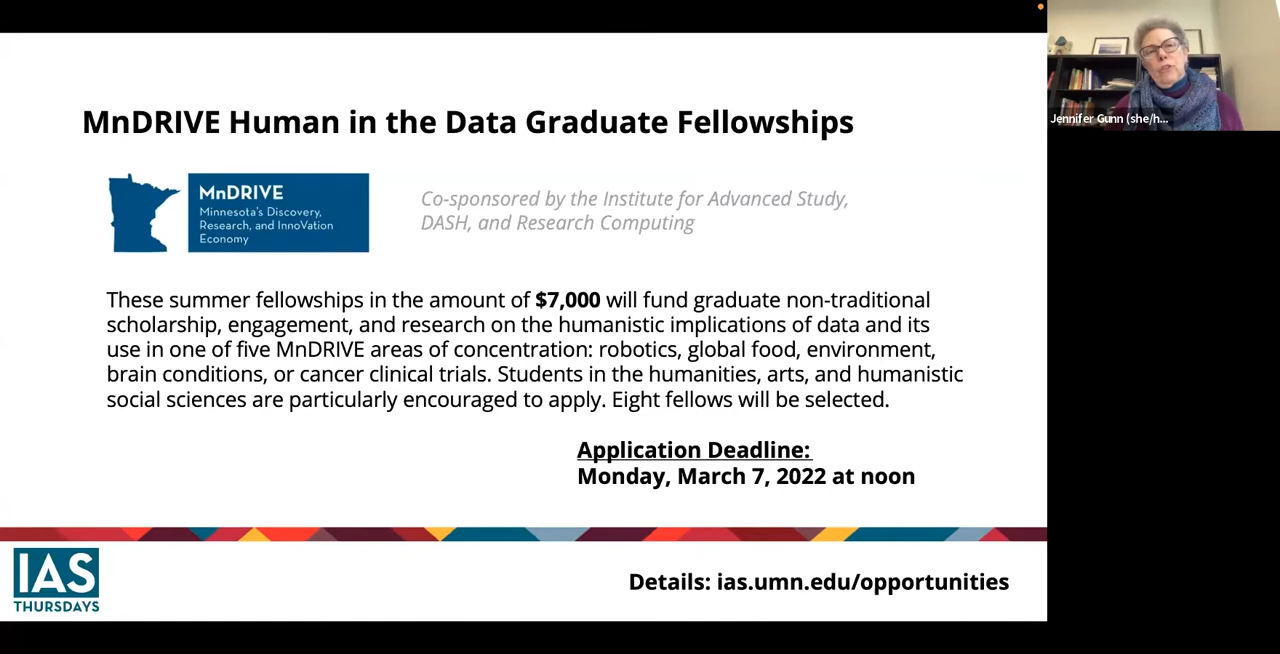 MnDRIVE Human in the Data Graduate Fellowships
MnDRIVE
Minnesota's Discovery,
Research, and InnoVation
Economy
Co-sponsored by the Institute for Advanced Study,
DASH, and Research Computing
These summer fellowships in the amount of $7,000 will fund graduate non-traditional
scholarship, engagement, and research on the humanistic implications of data and its
use in one of five MnDRIVE areas of concentration: robotics, global food, environment,
brain conditions, or cancer clinical trials. Students in the humanities, arts, and humanistic
social sciences are particularly encouraged to apply. Eight fellows will be selected.
Application Deadline:
Monday, March 7, 2022 at noon
IAS
THURSDAYS
Details: ias.umn.edu/opportunities
Jennifer Gunn (she/h...